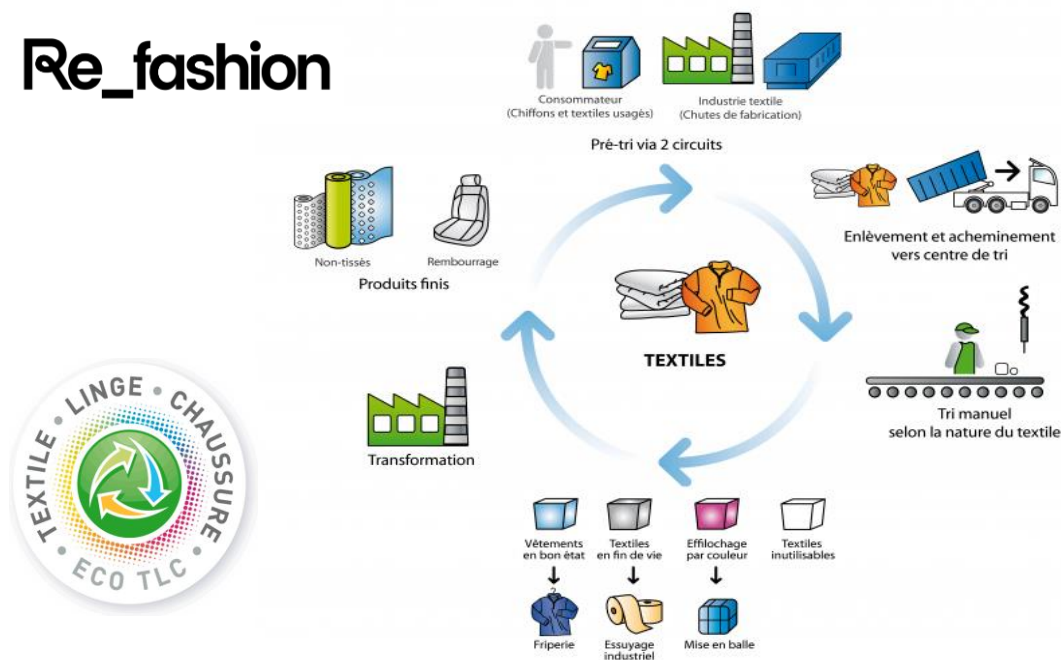 Re_fashion
Consommateur
(Chiffons et textiles usagés)
Industrie textile
(Chutes de fabrication)
Pré-tri via 2 circuits
Enlèvement et acheminement
vers centre de tri
Tri manuel
selon la nature du textile
TEXTILES
Vêtements
en bon état
Textiles
en fin de vie
Effilochage
par couleur
Textiles
inutilisables
Friperie
Essuyage
industriel
Mise en balle
Transformation
Non-tissés
Rembourrage
Produits finis
TEXTILE • LINGE • CHAUSSURE •
ECO TLC •